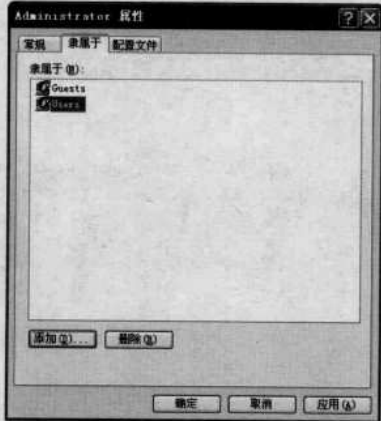 Administrator 属性
常规 隶属于 配置文件
隶属于(M):
Guests
Users
添加(D)... 删除(R)
确定 取消 应用(A)